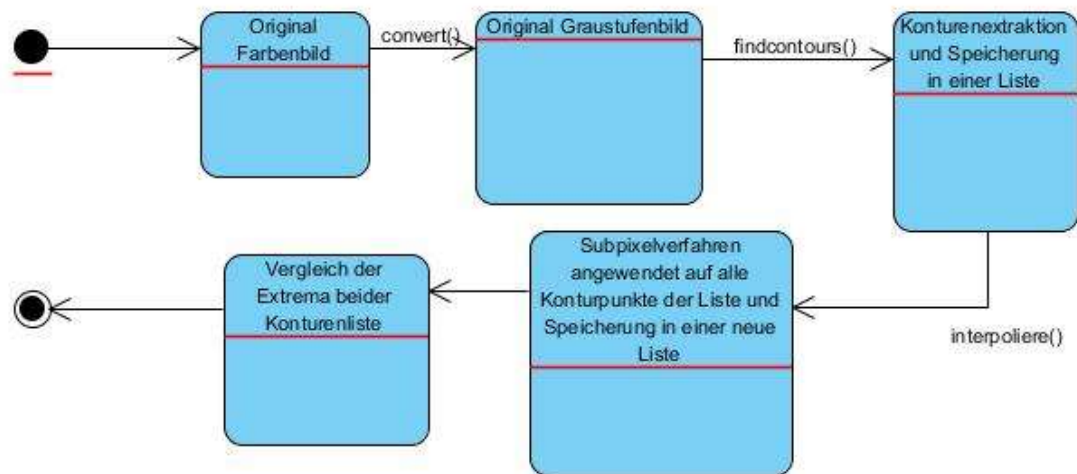 Original
Farbenbild
convert()
Original Graustufenbild
findcontours()
Konturenextraktion
und Speicherung
in einer Liste
interpoliere()
Subpixelverfahren
angewendet auf alle
Konturpunkte der Liste und
Speicherung in einer neue
Liste
Vergleich der
Extrema beider
Konturenliste